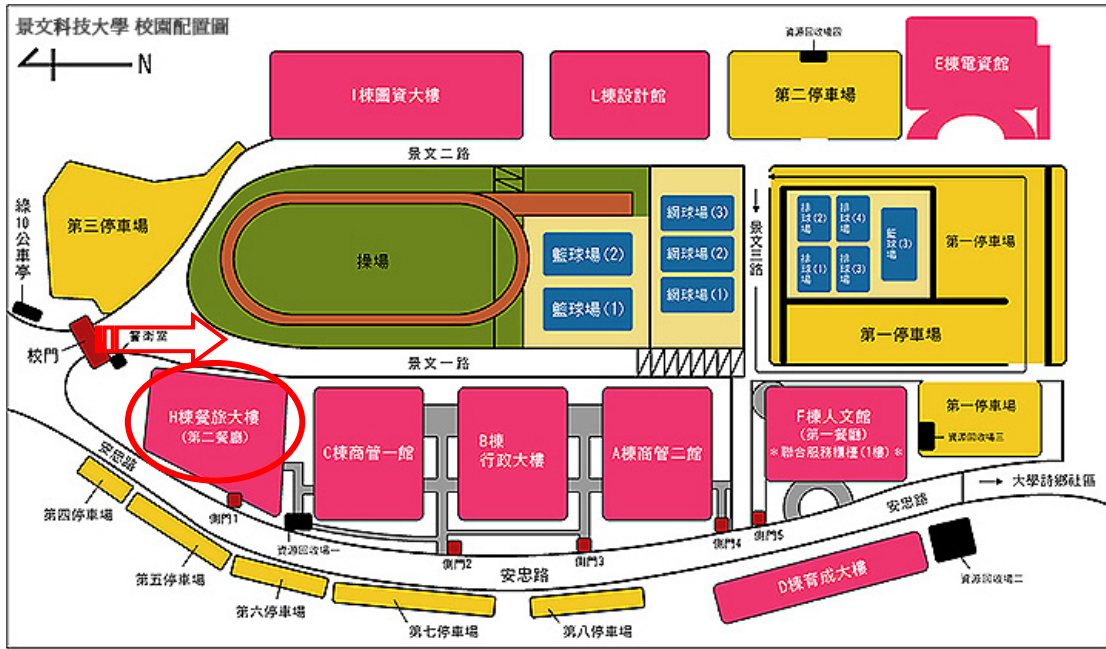 景文科技大學 校園配置圖
N
資源回收場四
I棟圖資大樓
L棟設計館
第二停車場
E棟電資館
景文二路
綠10公車亭
第三停車場
操場
籃球場(2)
籃球場(1)
網球場(3)
網球場(2)
網球場(1)
景文三路
排球場(2)
排球場(4)
籃球場(3)
排球場(1)
排球場(3)
第一停車場
第一停車場
校門
警衛室
景文一路
H棟餐旅大樓
(第二餐廳)
C棟商管一館
B棟
行政大樓
A棟商管二館
F棟人文館
(第一餐廳)
*聯合服務櫃檯(1樓)*
第一停車場
資源回收場三
安忠路
大學詩鄉社區
安忠路
第四停車場
側門1
資源回收場一
側門2
側門3
側門4
側門5
安忠路
第五停車場
第六停車場
第七停車場
第八停車場
D棟育成大樓
資源回收場二